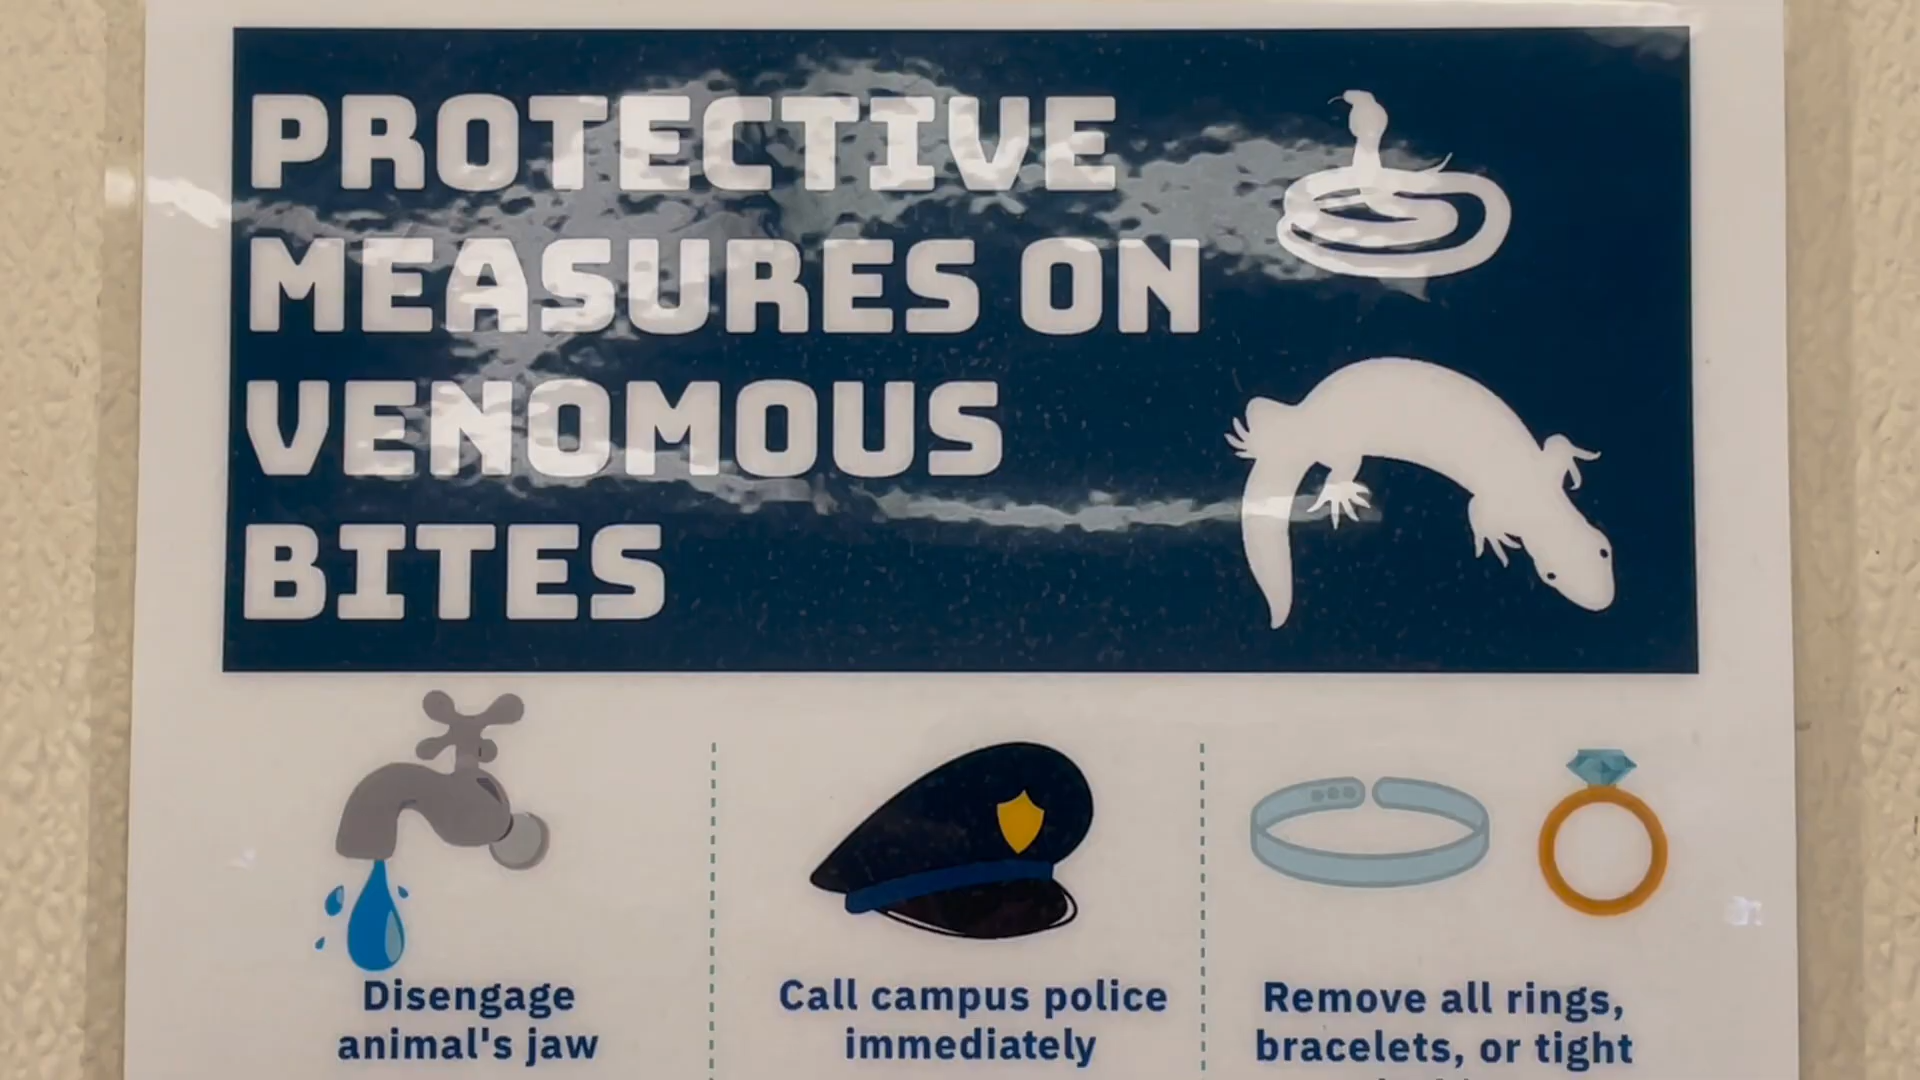 PROTECTIVE
MEASURES ON
VENOMOUS
BITES
Disengage
animal's jaw
Call campus police
immediately
Remove all rings,
bracelets, or tight